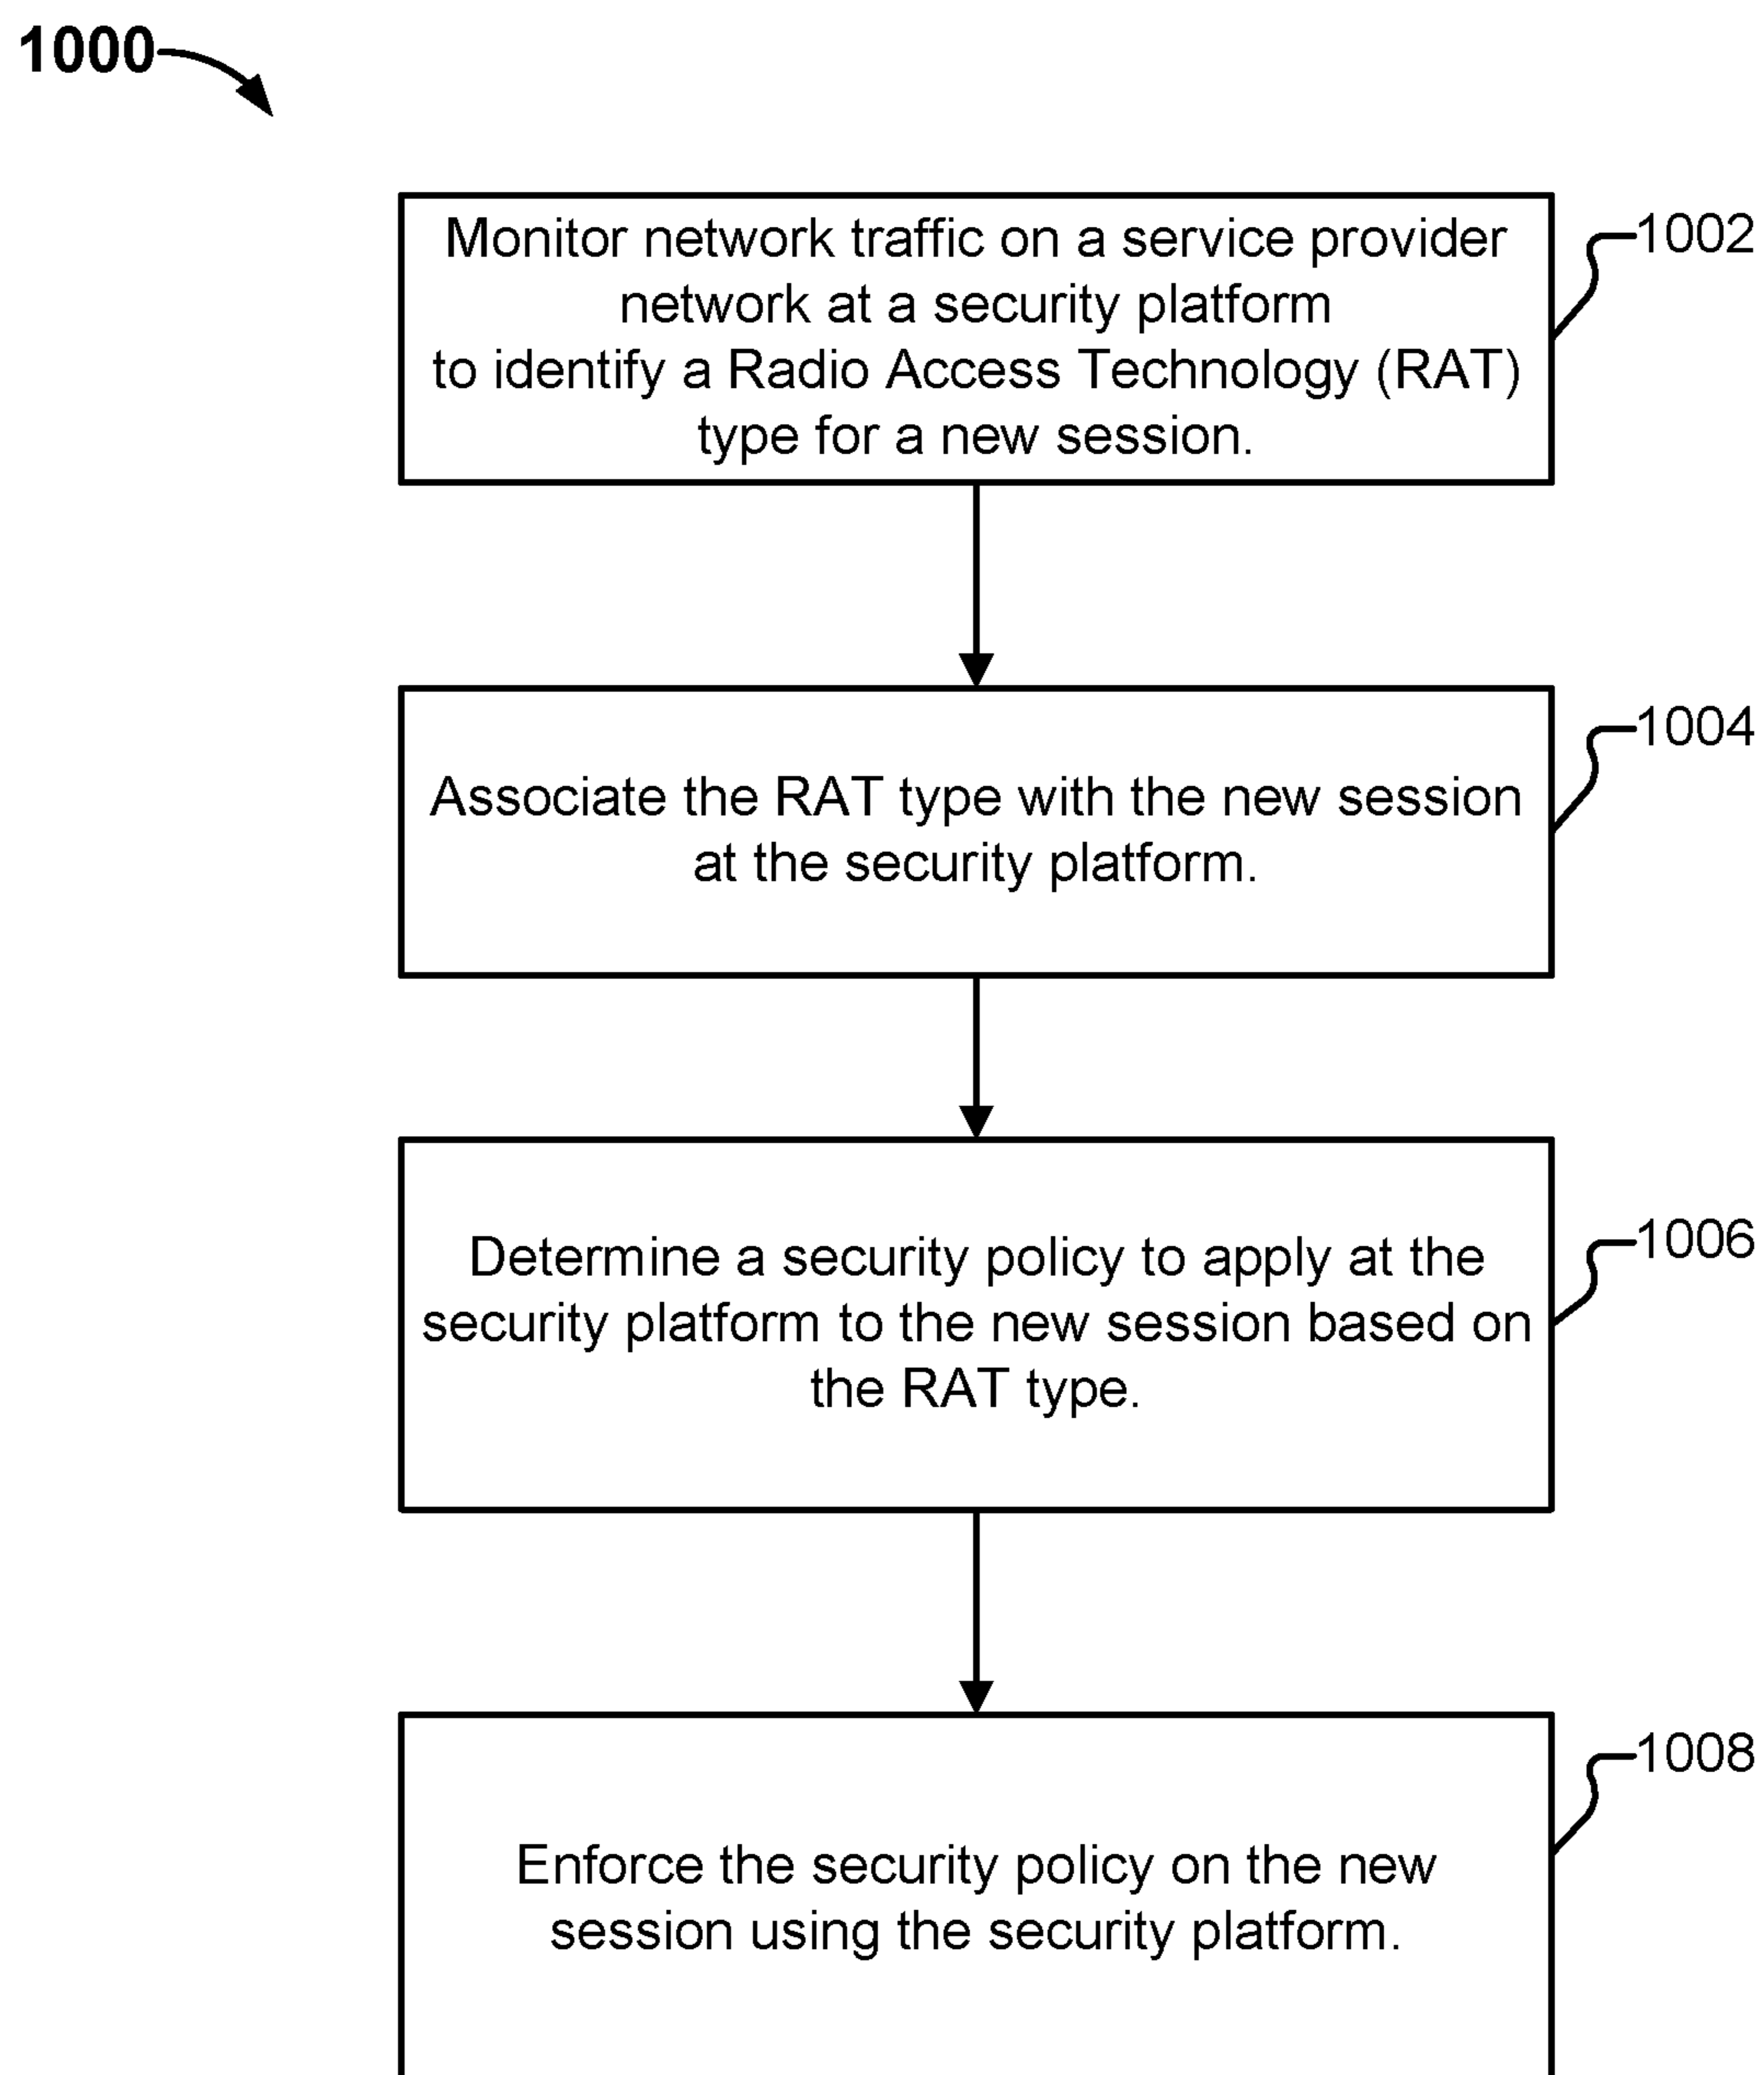 1000
Monitor network traffic on a service provider
network at a security platform
to identify a Radio Access Technology (RAT)
type for a new session.
1002
Associate the RAT type with the new session
at the security platform.
1004
Determine a security policy to apply at the
security platform to the new session based on
the RAT type.
1006
Enforce the security policy on the new
session using the security platform.
1008